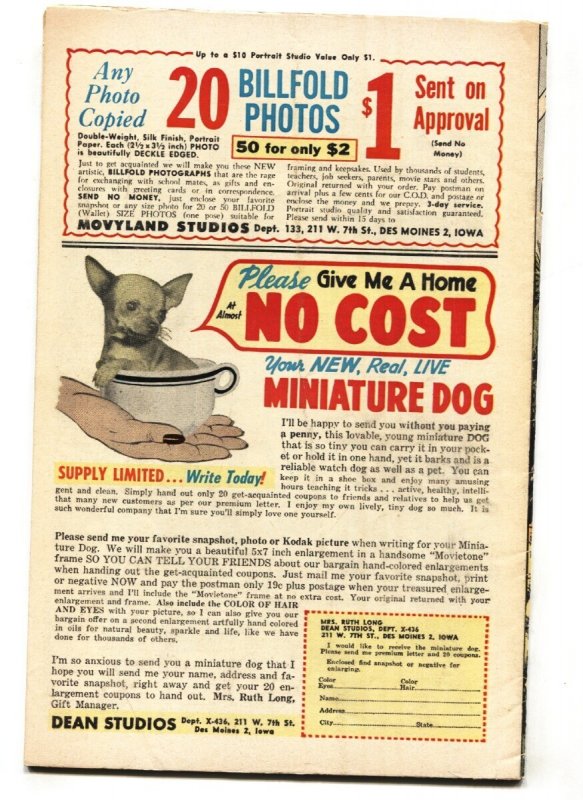 Up to a $10 Portrait Studio Value Only $1.
Any
Photo
Copied
20 BILLFOLD
PHOTOS
50 for only $2
$1
Sent on
Approval
(Send No
Money)
Double-Weight, Silk Finish, Portrait
Paper. Each (2½ x 3½ inch) PHOTO
is beautifully DECKLE EDGED.
Just to get acquainted we will make you these NEW
artistic, BILLFOLD PHOTOGRAPHS that are the rage
for exchanging with school mates, as gifts and en-
closures with greeting cards or in correspondence.
SEND NO MONEY, just enclose your favorite
snapshot or any size photo for 20 or 50 BILLFOLD
(Wallet) SIZE PHOTOS (one pose) suitable for
framing and keepsakes. Used by thousands of students,
teachers, job seekers, parents, movie stars and others.
Original returned with your order. Pay postman on
arrival plus a few cents for our C.O.D. and postage or
enclose the money and we prepay. 3-day service.
Portrait studio quality and satisfaction guaranteed.
Please send within 15 days to
MOVYLAND STUDIOS Dept. 133, 211 W. 7th St., DES MOINES 2, IOWA
Please Give Me A Home
At
Almost
NO COST
Your NEW, Real, LIVE
MINIATURE DOG
I'll be happy to send you without you paying
a penny, this lovable, young miniature DOG
that is so tiny you can carry it in your pock-
et or hold it in one hand, yet it barks and is a
reliable watch dog as well as a pet. You can
keep it in a shoe box and enjoy many amusing
hours teaching it tricks . . . active, healthy, intelli-
SUPPLY LIMITED... Write Today!
gent and clean. Simply hand out only 20 get-acquainted coupons to friends and relatives to help us get
that many new customers as per our premium letter. I enjoy my own lively, tiny dog so much. It is
such wonderful company that I'm sure you'll simply love one yourself.
Please send me your favorite snapshot, photo or Kodak picture when writing for your Minia-
ture Dog. We will make you a beautiful 5x7 inch enlargement in a handsome "Movietone"
frame SO YOU CAN TELL YOUR FRIENDS about our bargain hand-colored enlargements
when handing out the get-acquainted coupons. Just mail me your favorite snapshot, print
or negative NOW and pay the postman only 19c plus postage when your treasured enlarge-
ment arrives and I'll include the "Movietone" frame at no extra cost. Your original returned with your
enlargement and frame. Also include the COLOR OF HAIR
AND EYES with your picture, so I can also give you our
bargain offer on a second enlargement artfully hand colored
in oils for natural beauty, sparkle and life, like we have
done for thousands of others.
I'm so anxious to send you a miniature dog that I
hope you will send me your name, address and fa-
vorite snapshot, right away and get your 20 en-
largement coupons to hand out. Mrs. Ruth Long,
Gift Manager.
DEAN STUDIOS Dept. X-436, 211 W. 7th St.
Des Moines 2, Iowa
MRS. RUTH LONG
DEAN STUDIOS, DEPT. X-436
211 W. 7TH ST., DES MOINES 2, IOWA
I would like to receive the miniature dog.
Please send me premium letter and 20 coupons.
Enclosed find snapshot or negative for
enlarging.
Color Color
Eyes Hair
Name
Address
City State